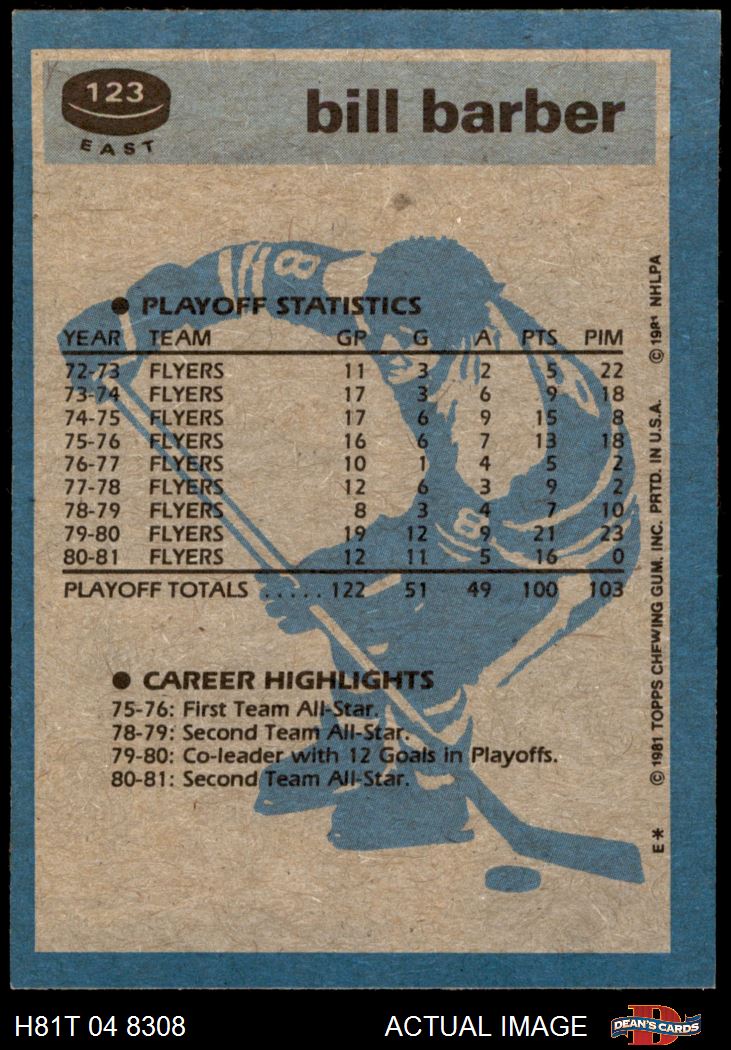 123
EAST
bill barber
● PLAYOFF STATISTICS
YEAR TEAM GP G A PTS PIM
72-73 FLYERS 11 3 2 5 22
73-74 FLYERS 17 3 6 9 18
74-75 FLYERS 17 6 9 15 8
75-76 FLYERS 16 6 7 13 18
76-77 FLYERS 10 1 4 5 2
77-78 FLYERS 12 6 3 9 2
78-79 FLYERS 8 3 4 7 10
79-80 FLYERS 19 12 9 21 23
80-81 FLYERS 12 11 5 16 0
PLAYOFF TOTALS ..... 122 51 49 100 103
● CAREER HIGHLIGHTS
75-76: First Team All-Star.
78-79: Second Team All-Star.
79-80: Co-leader with 12 Goals in Playoffs.
80-81: Second Team All-Star.
8
8
E* © 1981 TOPPS CHEWING GUM, INC. PRTD. IN U.S.A. © 1981 NHLPA
H81T 04 8308
ACTUAL IMAGE
D
DEAN'S CARDS